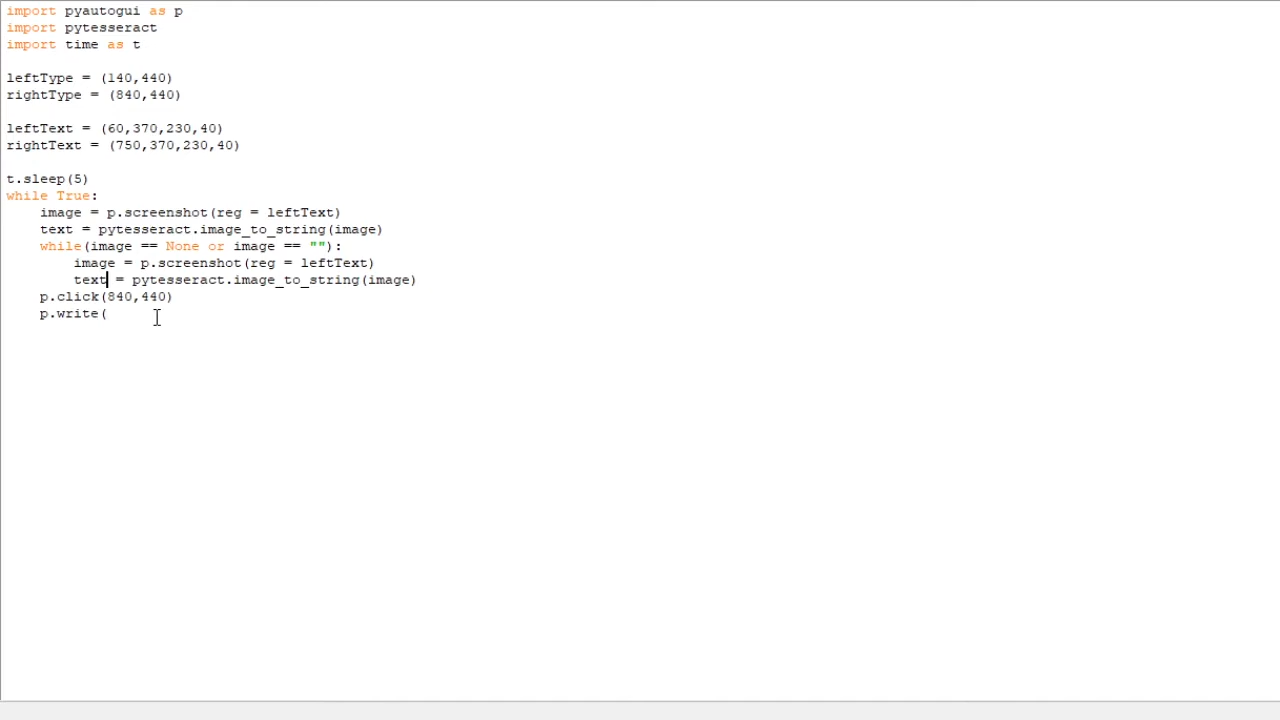 import pyautogui as p
import pytesseract
import time as t

leftType = (140,440)
rightType = (840,440)

leftText = (60,370,230,40)
rightText = (750,370,230,40)

t.sleep(5)
while True:
    image = p.screenshot(reg = leftText)
    text = pytesseract.image_to_string(image)
    while(image == None or image == ""):
        image = p.screenshot(reg = leftText)
        text = pytesseract.image_to_string(image)
    p.click(840,440)
    p.write(